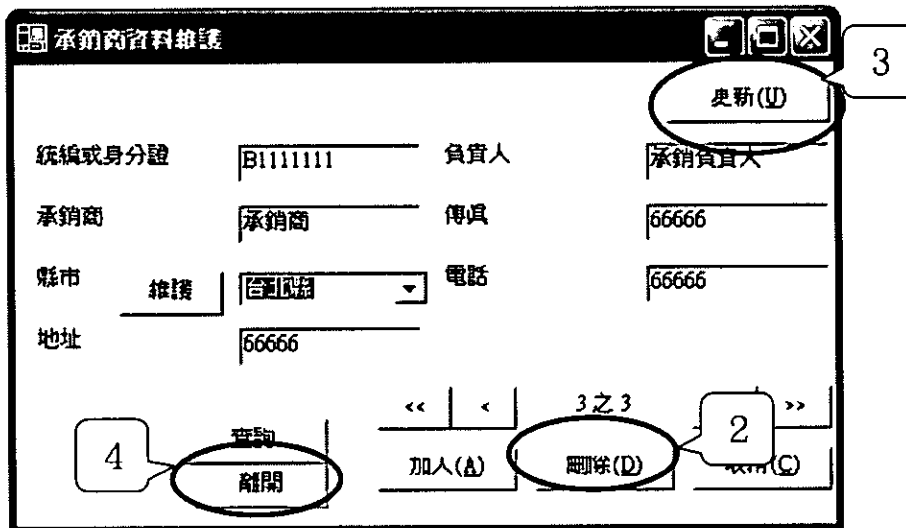 承銷商資料維護
3
更新(U)
統編或身分證 B1111111 負責人 承銷負責人
承銷商 承銷商 傳真 66666
縣市 維護 台北縣 電話 66666
地址 66666
<< < 3之3 >>
4 查詢 2
離開 加入(A) 刪除(D) 取消(C)